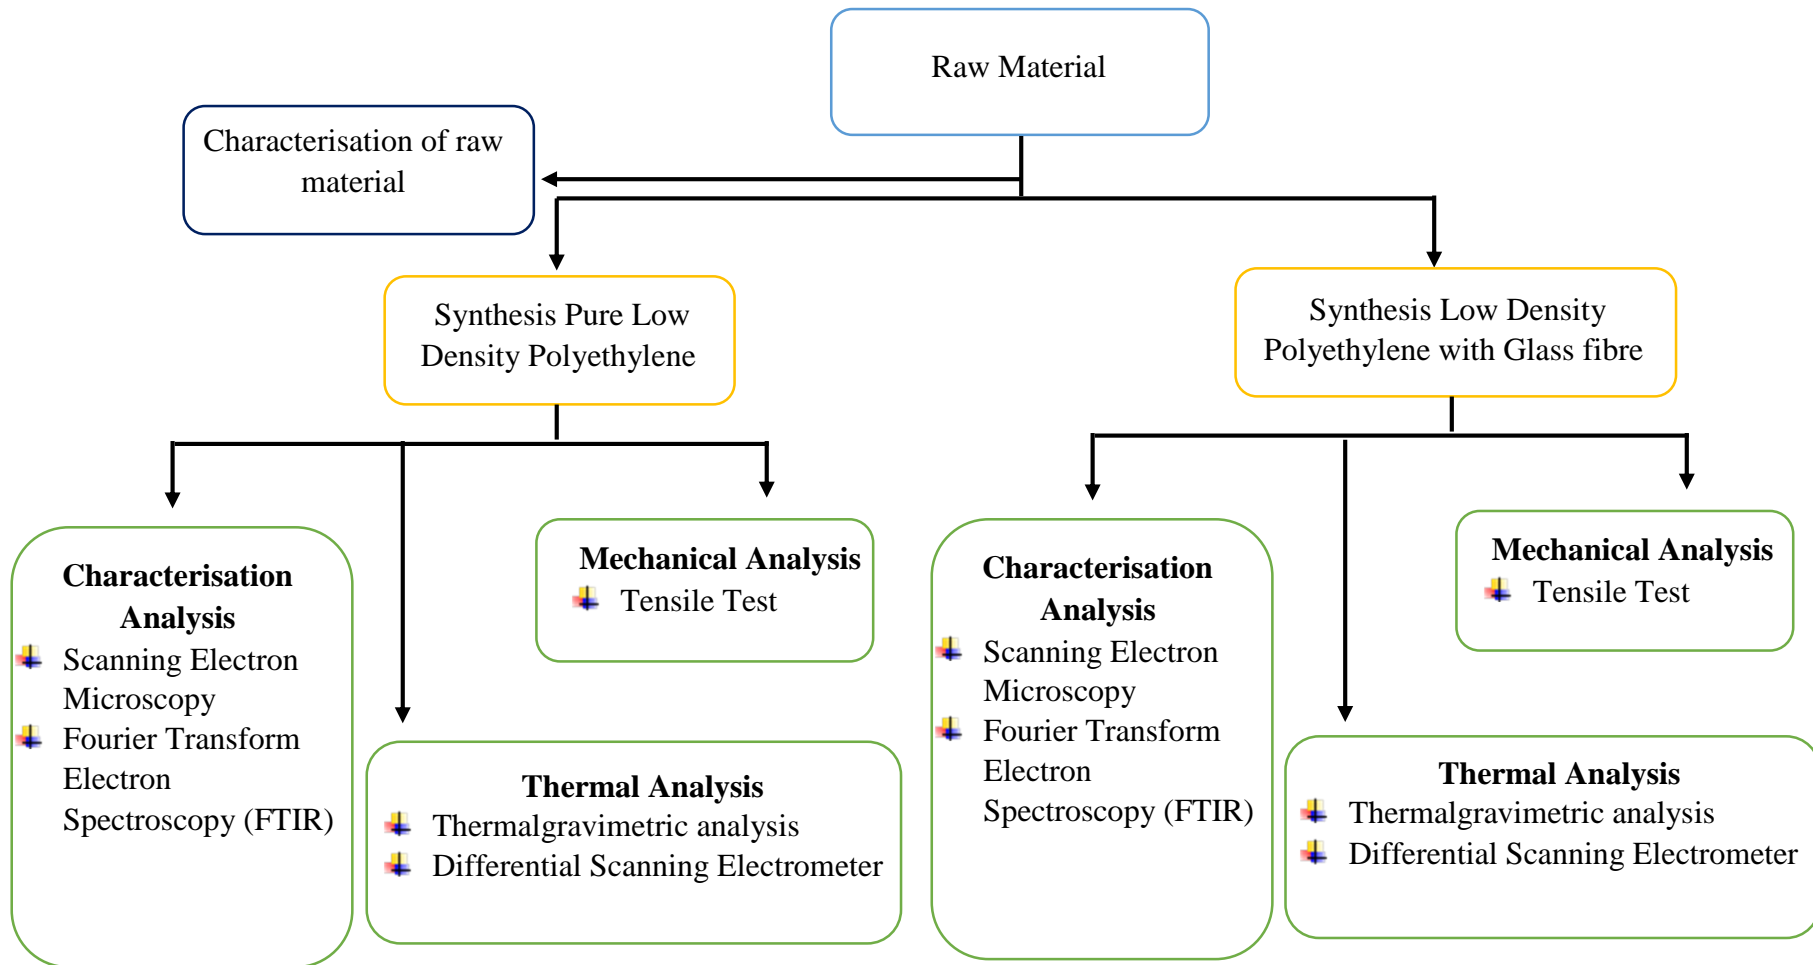 Raw Material
Characterisation of raw
material
Synthesis Pure Low
Density Polyethylene
Synthesis Low Density
Polyethylene with Glass fibre
Characterisation
Analysis
Scanning Electron
Microscopy
Fourier Transform
Electron
Spectroscopy (FTIR)
Mechanical Analysis
Tensile Test
Thermal Analysis
Thermalgravimetric analysis
Differential Scanning Electrometer
Characterisation
Analysis
Scanning Electron
Microscopy
Fourier Transform
Electron
Spectroscopy (FTIR)
Mechanical Analysis
Tensile Test
Thermal Analysis
Thermalgravimetric analysis
Differential Scanning Electrometer